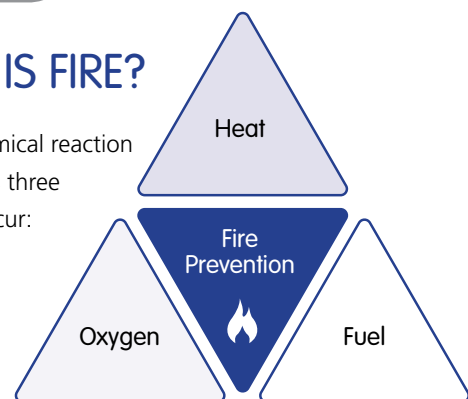 IS FIRE?
mical reaction
three
cur:
Heat
Fire
Prevention
Oxygen
Fuel